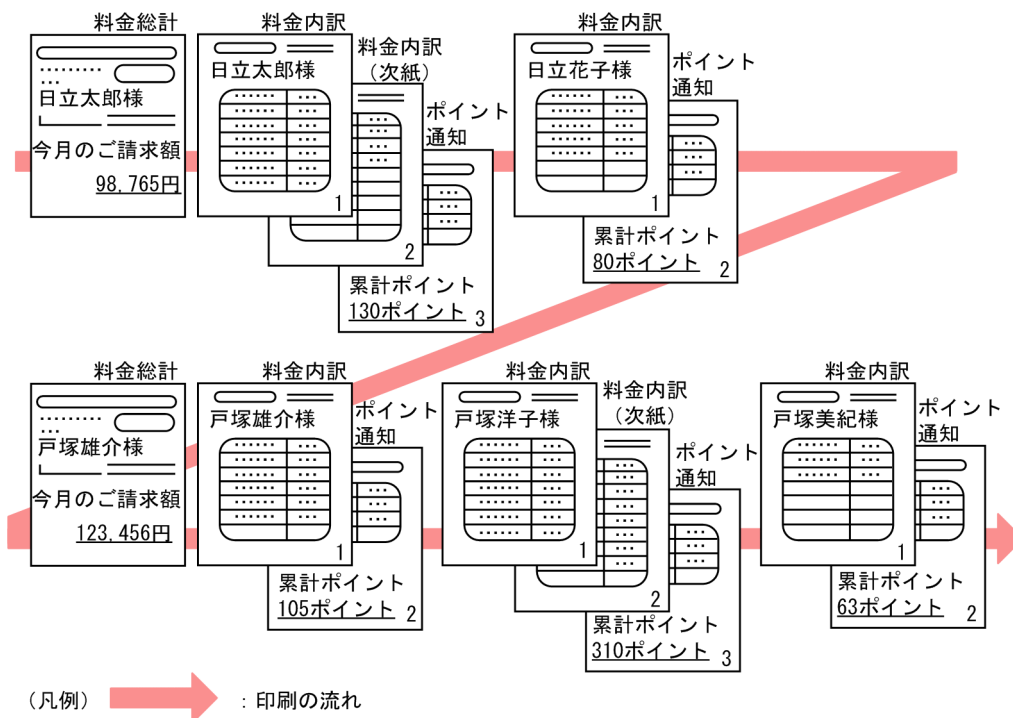 料金総計
日立太郎様
今月のご請求額
98,765円
料金内訳
日立太郎様
1
料金内訳
(次紙)
2
ポイント
通知
累計ポイント
130ポイント
3
料金内訳
日立花子様
1
ポイント
通知
累計ポイント
80ポイント
2
料金総計
戸塚雄介様
今月のご請求額
123,456円
料金内訳
戸塚雄介様
1
ポイント
通知
累計ポイント
105ポイント
2
料金内訳
戸塚洋子様
1
料金内訳
(次紙)
2
ポイント
通知
累計ポイント
310ポイント
3
料金内訳
戸塚美紀様
1
ポイント
通知
累計ポイント
63ポイント
2
(凡例) : 印刷の流れ